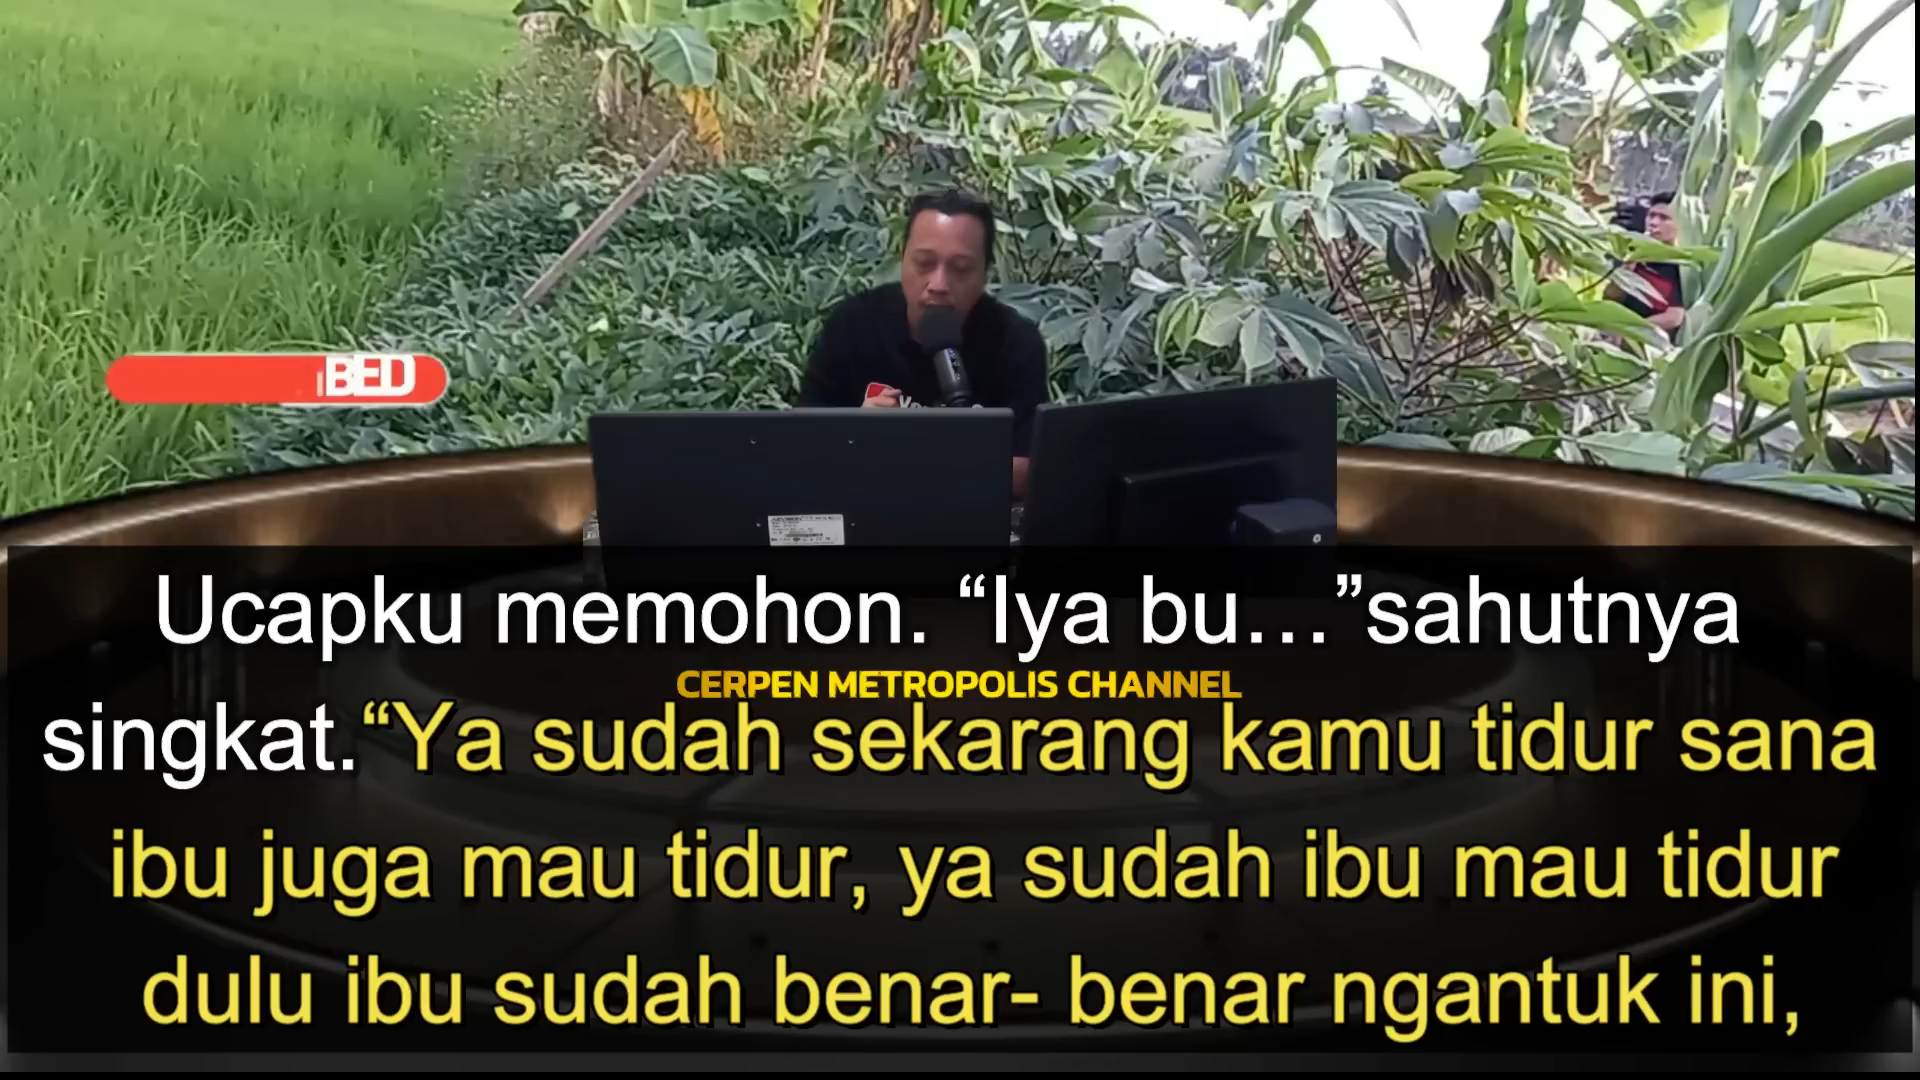 BED
Ucapku memohon. “Iya bu…”sahutnya
CERPEN METROPOLIS CHANNEL
singkat.“Ya sudah sekarang kamu tidur sana
ibu juga mau tidur, ya sudah ibu mau tidur
dulu ibu sudah benar- benar ngantuk ini,